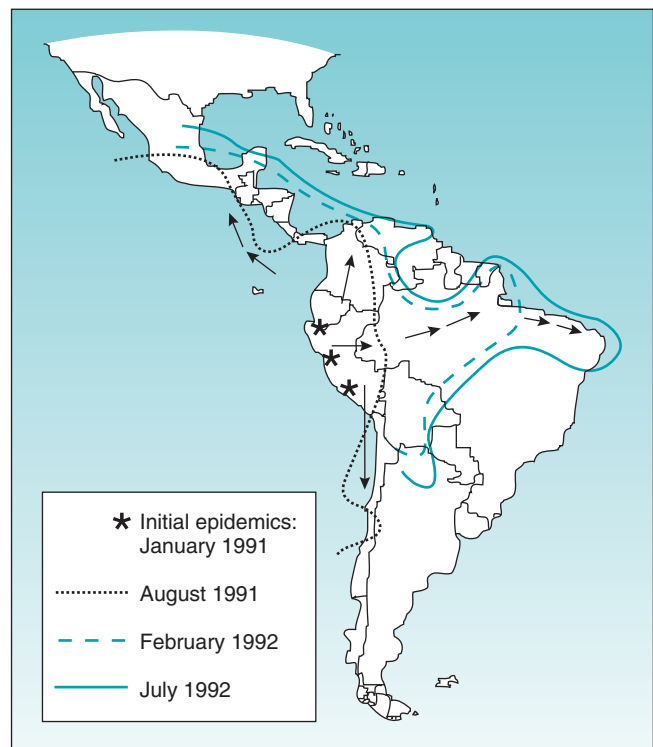 Initial epidemics:
January 1991
August 1991
February 1992
July 1992